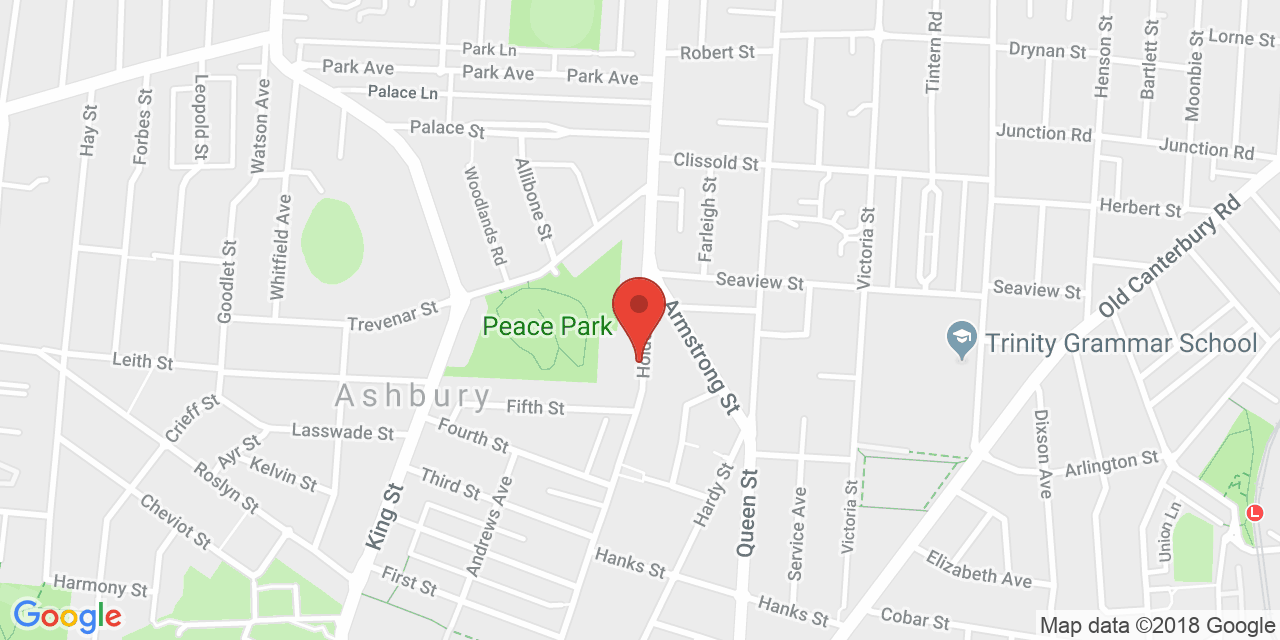 Park Ln
Robert St
Tintern Rd
Drynan St
Henson St
Bartlett St
Moonbie St
Lorne St
Park Ave
Park Ave
Park Ave
Palace Ln
Hay St
Forbes St
Leopold St
Watson Ave
Palace St
Junction Rd
Junction Rd
Clissold St
Woodlands Rd
Allibone St
Farleigh St
Whitfield Ave
Goodlet St
Victoria St
Herbert St
Old Canterbury Rd
Seaview St
Seaview St
Trevenar St
Peace Park
Armstrong St
Trinity Grammar School
Leith St
Ashbury
Fifth St
Crieff St
Ayr St
Lasswade St
Fourth St
Dixson Ave
Kelvin St
Roslyn St
Third St
Arlington St
Cheviot St
King St
Andrews Ave
Hardy St
Queen St
Service Ave
Victoria St
Union Ln
L
Hanks St
Elizabeth Ave
Harmony St
First St
Hanks St
Cobar St
Google
Map data ©2018 Google